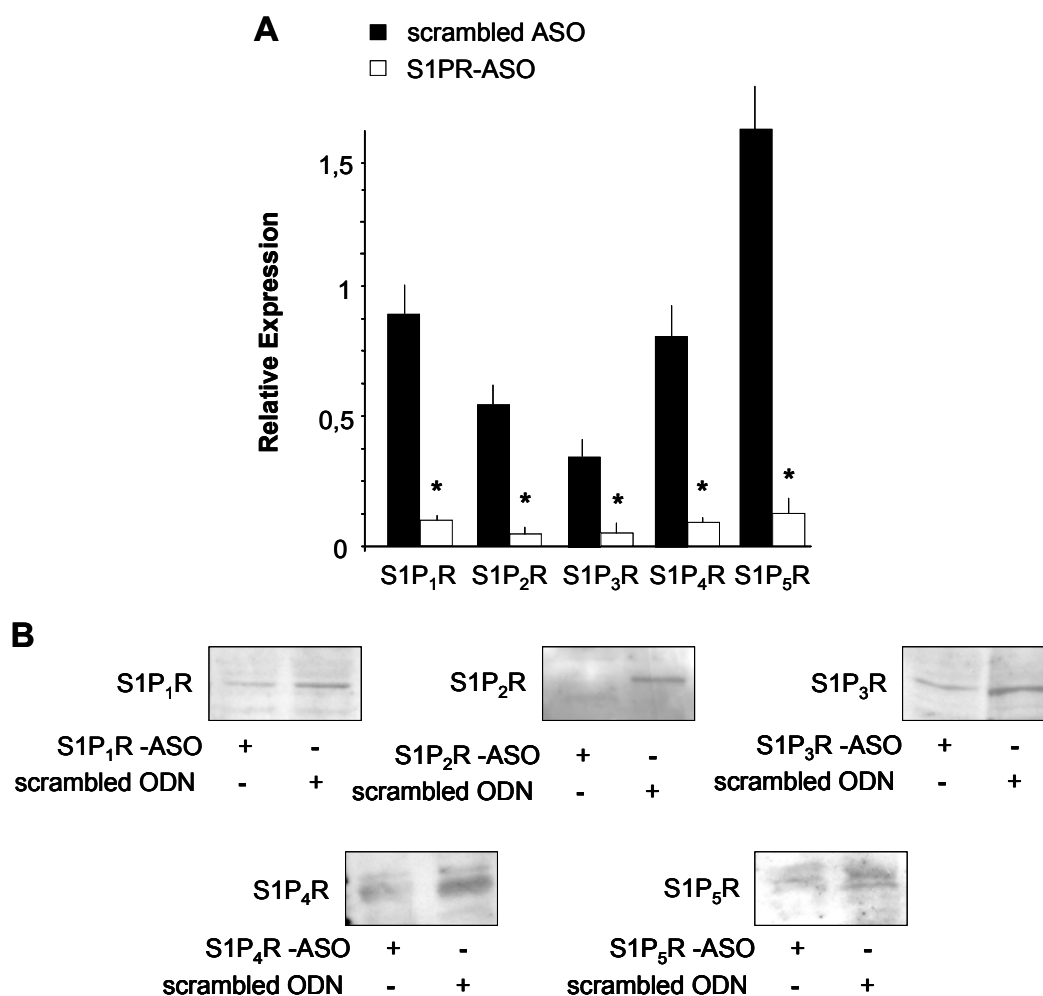 A
scrambled ASO
S1PR-ASO
Relative Expression
1,5
1
0,5
0
* * * * *
S1P₁R S1P₂R S1P₃R S1P₄R S1P₅R
B
S1P₁R
S1P₁R -ASO + -
scrambled ODN - +
S1P₂R
S1P₂R -ASO + -
scrambled ODN - +
S1P₃R
S1P₃R -ASO + -
scrambled ODN - +
S1P₄R
S1P₄R -ASO + -
scrambled ODN - +
S1P₅R
S1P₅R -ASO + -
scrambled ODN - +